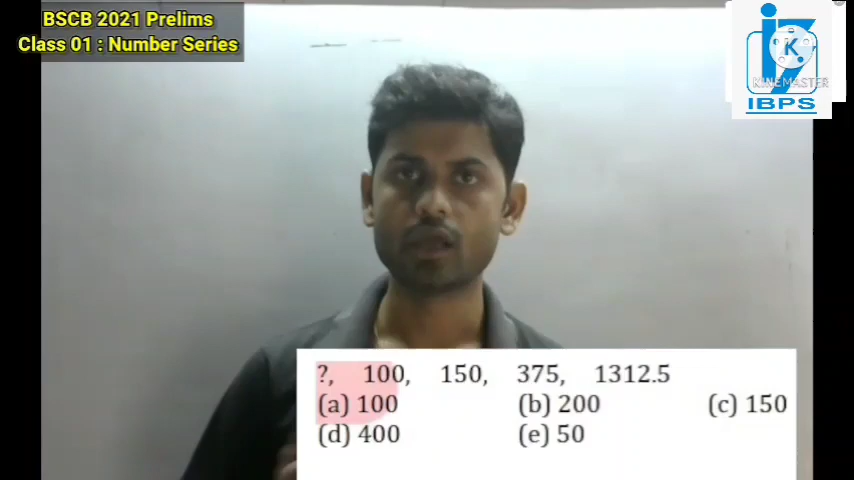 BSCB 2021 Prelims
Class 01 : Number Series
K
KINEMASTER
IBPS
?, 100, 150, 375, 1312.5
(a) 100 (b) 200 (c) 150
(d) 400 (e) 50